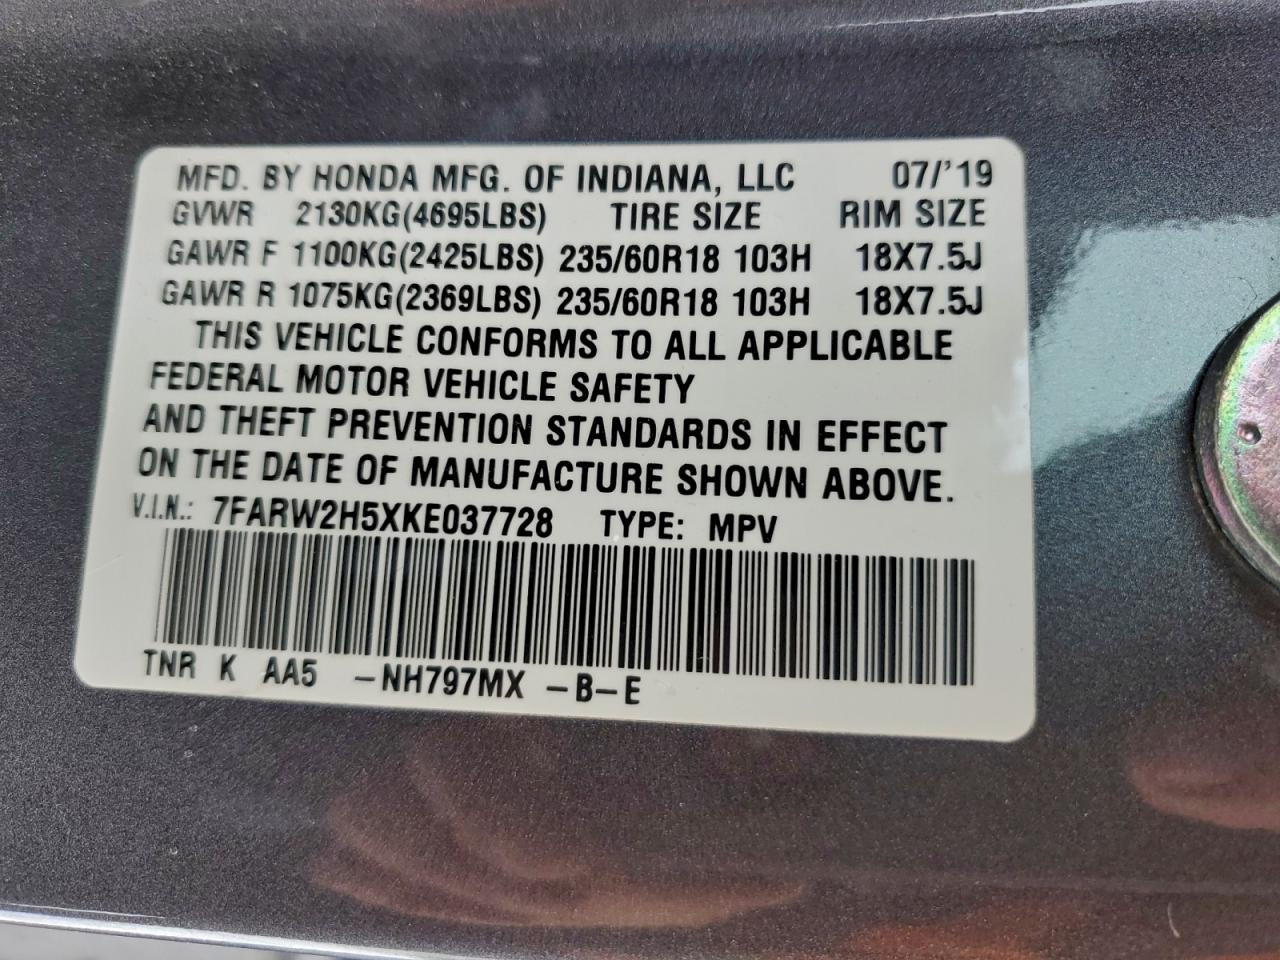 MFD. BY HONDA MFG. OF INDIANA, LLC 07/'19
GVWR 2130KG(4695LBS) TIRE SIZE RIM SIZE
GAWR F 1100KG(2425LBS) 235/60R18 103H 18X7.5J
GAWR R 1075KG(2369LBS) 235/60R18 103H 18X7.5J
THIS VEHICLE CONFORMS TO ALL APPLICABLE
FEDERAL MOTOR VEHICLE SAFETY
AND THEFT PREVENTION STANDARDS IN EFFECT
ON THE DATE OF MANUFACTURE SHOWN ABOVE.
V.I.N.: 7FARW2H5XKE037728 TYPE: MPV
TNR K AA5 -NH797MX -B-E